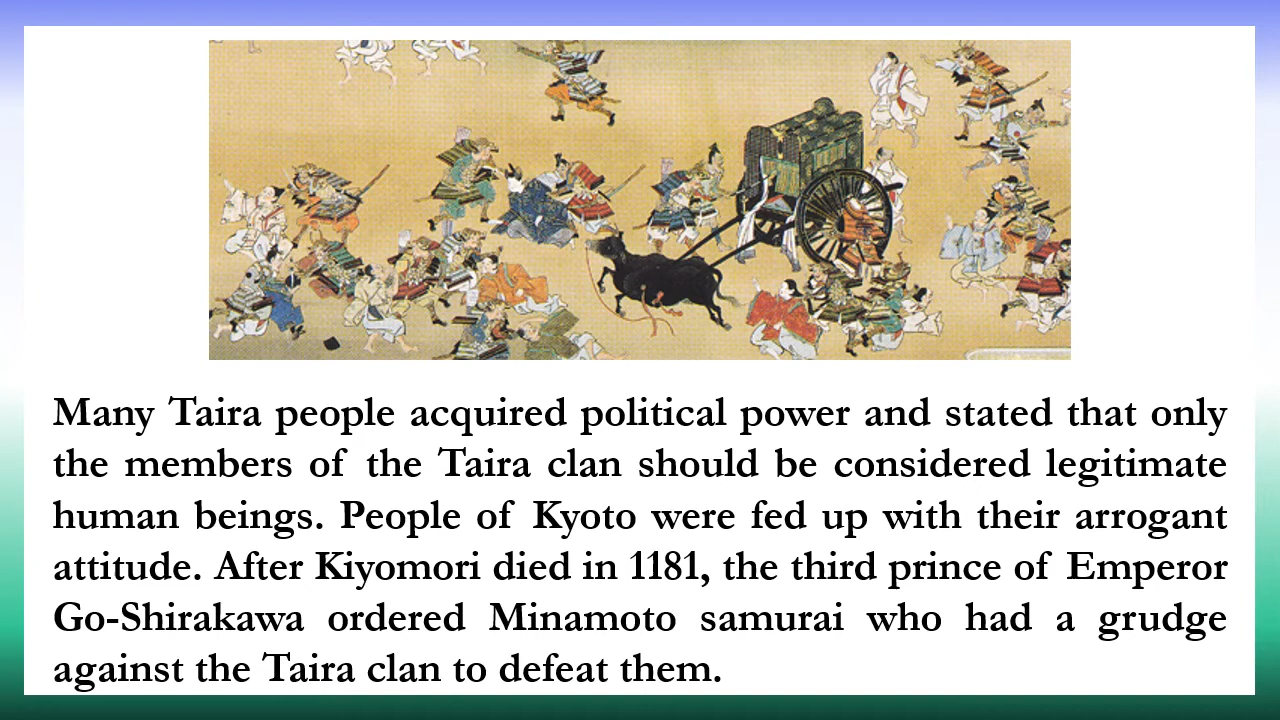 Many Taira people acquired political power and stated that only
the members of the Taira clan should be considered legitimate
human beings. People of Kyoto were fed up with their arrogant
attitude. After Kiyomori died in 1181, the third prince of Emperor
Go-Shirakawa ordered Minamoto samurai who had a grudge
against the Taira clan to defeat them.